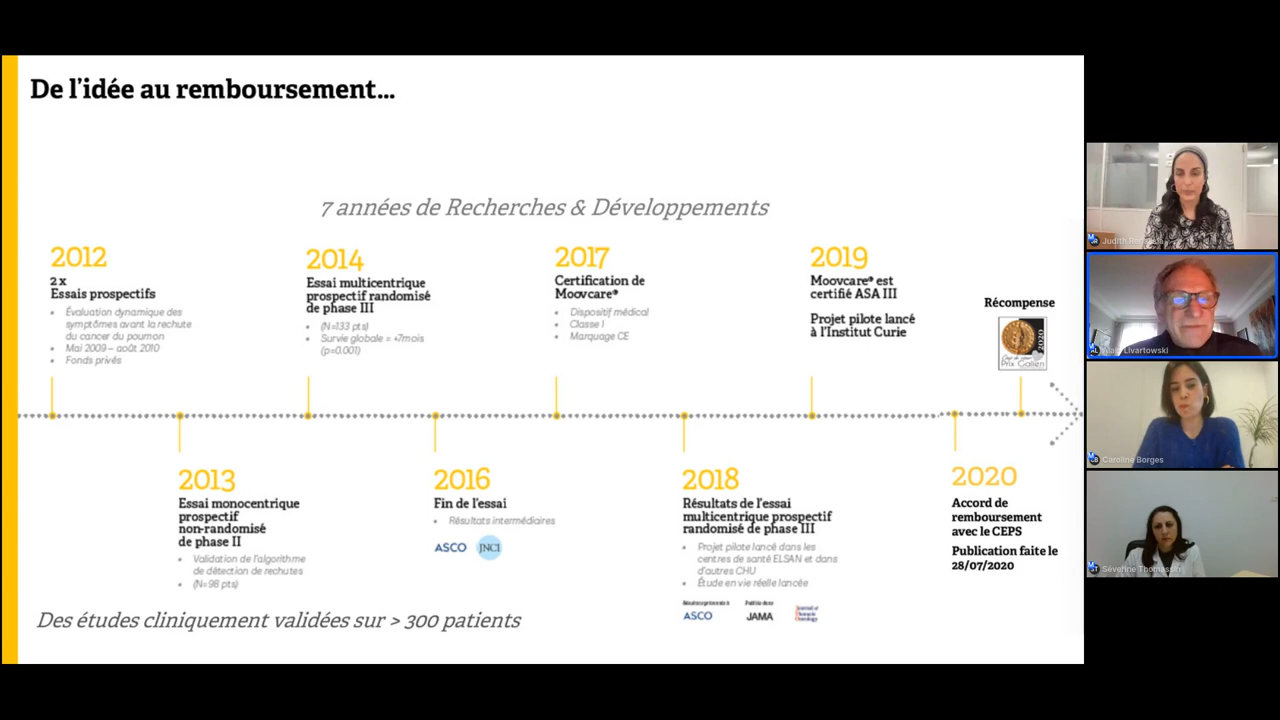 De l'idée au remboursement...
7 années de Recherches & Développements
2012
2 x
Essais prospectifs
Évaluation dynamique des
symptômes avant la rechute
du cancer du poumon
Mai 2009 – août 2010
Fonds privés
2014
Essai multicentrique
prospectif randomisé
de phase III
(N=133 pts)
Survie globale = +7mois
(p=0.001)
2017
Certification de
Moovcare®
Dispositif médical
Classe I
Marquage CE
2019
Moovcare® est
certifié ASA III
Projet pilote lancé
à l'Institut Curie
Récompense
2020
Prix Galien
2013
Essai monocentrique
prospectif
non-randomisé
de phase II
Validation de l'algorithme
de détection de rechutes
(N=98 pts)
2016
Fin de l'essai
Résultats intermédiaires
ASCO JNCI
2018
Résultats de l'essai
multicentrique prospectif
randomisé de phase III
Projet pilote lancé dans les
centres de santé ELSAN et dans
d'autres CHU
Étude en vie réelle lancée
ASCO JAMA
Journal of
Thoracic
Oncology
2020
Accord de
remboursement
avec le CEPS
Publication faite le
28/07/2020
Des études cliniquement validées sur > 300 patients
Judith
Livartowski
Caroline Borges
Séverine Thomassin